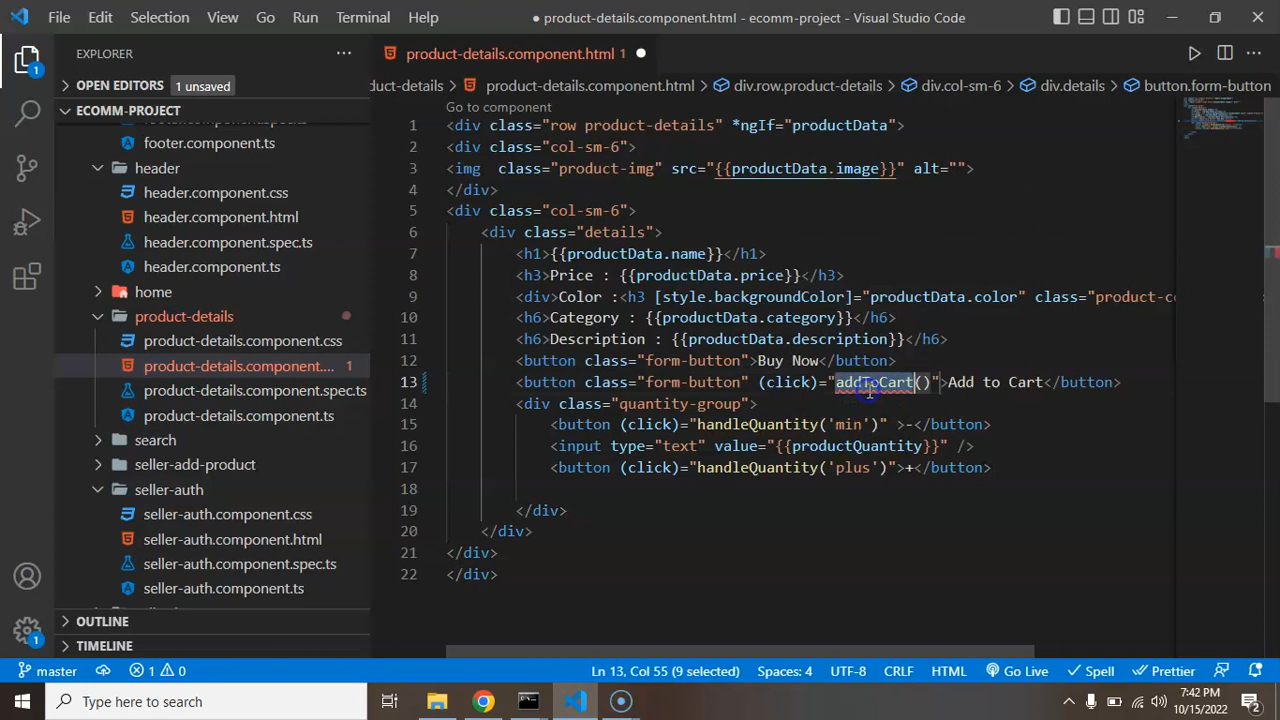 File Edit Selection View Go Run Terminal Help ● product-details.component.html - ecomm-project - Visual Studio Code
EXPLORER
product-details.component.html 1
OPEN EDITORS 1 unsaved
duct-details > product-details.component.html > div.row.product-details > div.col-sm-6 > div.details > button.form-button
ECOMM-PROJECT
Go to component
footer.component.ts
header
header.component.css
header.component.html
header.component.spec.ts
header.component.ts
home
product-details
product-details.component.css
product-details.component.... 1
product-details.component.spec.ts
product-details.component.ts
search
seller-add-product
seller-auth
seller-auth.component.css
seller-auth.component.html
seller-auth.component.spec.ts
seller-auth.component.ts
OUTLINE
TIMELINE
1 <div class="row product-details" *ngIf="productData">
2 <div class="col-sm-6">
3 <img  class="product-img" src="{{productData.image}}" alt="">
4 </div>
5 <div class="col-sm-6">
6 <div class="details">
7 <h1>{{productData.name}}</h1>
8 <h3>Price : {{productData.price}}</h3>
9 <div>Color :<h3 [style.backgroundColor]="productData.color" class="product-co
10 <h6>Category : {{productData.category}}</h6>
11 <h6>Description : {{productData.description}}</h6>
12 <button class="form-button">Buy Now</button>
13 <button class="form-button" (click)="addToCart()">Add to Cart</button>
14 <div class="quantity-group">
15 <button (click)="handleQuantity('min')" >-</button>
16 <input type="text" value="{{productQuantity}}" />
17 <button (click)="handleQuantity('plus')">+</button>
18
19 </div>
20 </div>
21 </div>
22 </div>
1
1
master 1 0 Ln 13, Col 55 (9 selected) Spaces: 4 UTF-8 CRLF HTML Go Live Spell Prettier
Type here to search
7:42 PM
10/15/2022
2